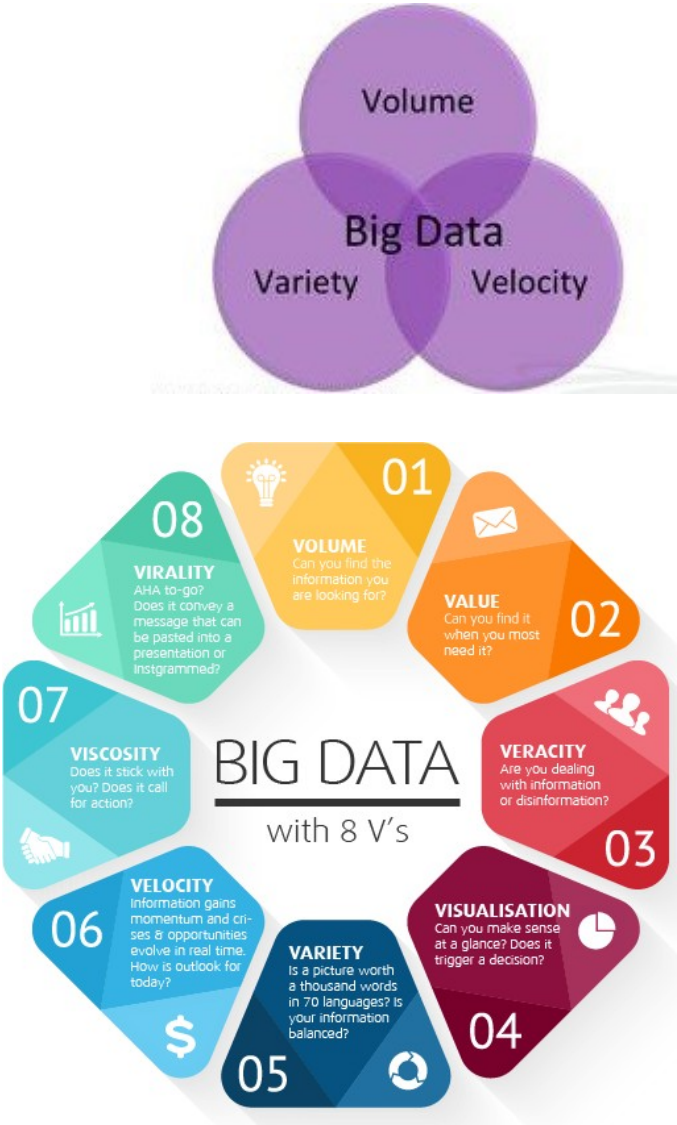 Volume
Big Data
Variety
Velocity
01
VOLUME
Can you find the
information you
are looking for?
02
VALUE
Can you find it
when you most
need it?
03
VERACITY
Are you dealing
with information
or disinformation?
04
VISUALISATION
Can you make sense
at a glance? Does it
trigger a decision?
05
VARIETY
Is a picture worth
a thousand words
in 70 languages? Is
your information
balanced?
06
VELOCITY
Information gains
momentum and cri-
ses & opportunities
evolve in real time.
How is outlook for
today?
$
07
VISCOSITY
Does it stick with
you? Does it call
for action?
08
VIRALITY
AHA to-go?
Does it convey a
message that can
be pasted into a
presentation or
Instgrammed?
BIG DATA
with 8 V's